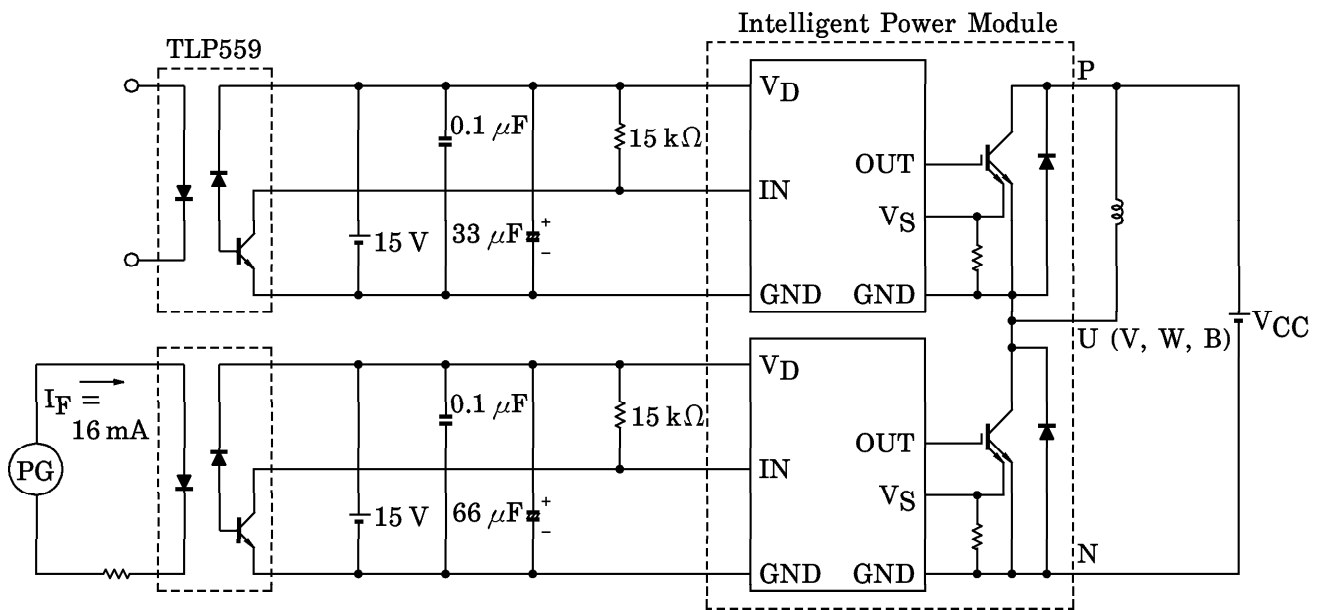 Intelligent Power Module
TLP559
P
V_D
0.1 μF
15 kΩ
OUT
IN
V_S
15 V
33 μF
+
−
GND GND
V_CC
U (V, W, B)
V_D
I_F =
16 mA
0.1 μF
15 kΩ
OUT
PG
IN
V_S
15 V
66 μF
+
−
N
GND GND